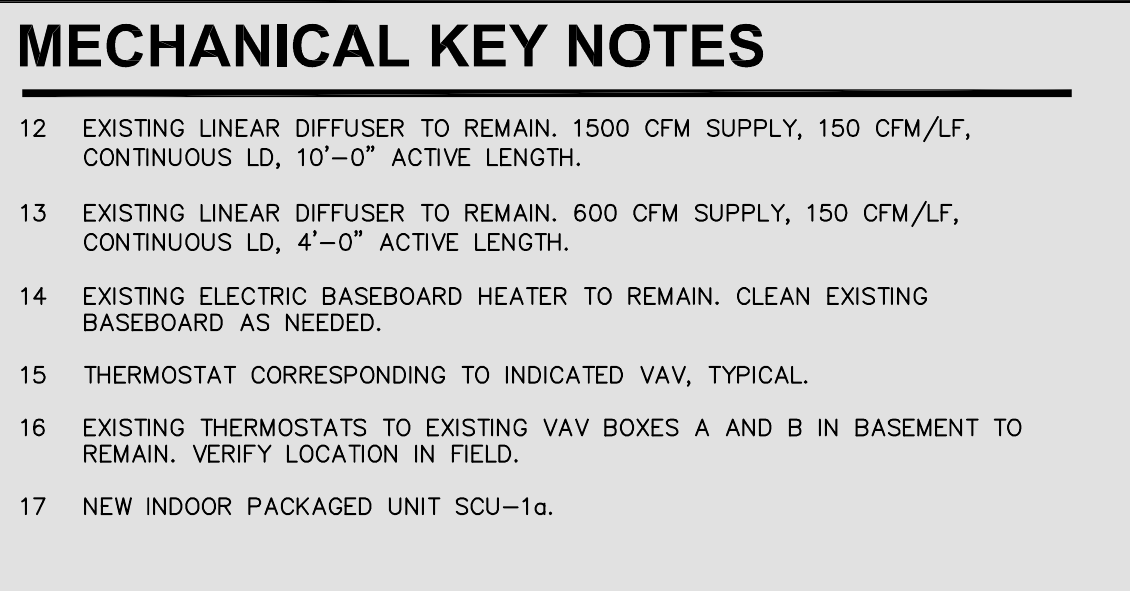 MECHANICAL KEY NOTES
12 EXISTING LINEAR DIFFUSER TO REMAIN. 1500 CFM SUPPLY, 150 CFM/LF,
CONTINUOUS LD, 10'-0" ACTIVE LENGTH.
13 EXISTING LINEAR DIFFUSER TO REMAIN. 600 CFM SUPPLY, 150 CFM/LF,
CONTINUOUS LD, 4'-0" ACTIVE LENGTH.
14 EXISTING ELECTRIC BASEBOARD HEATER TO REMAIN. CLEAN EXISTING
BASEBOARD AS NEEDED.
15 THERMOSTAT CORRESPONDING TO INDICATED VAV, TYPICAL.
16 EXISTING THERMOSTATS TO EXISTING VAV BOXES A AND B IN BASEMENT TO
REMAIN. VERIFY LOCATION IN FIELD.
17 NEW INDOOR PACKAGED UNIT SCU-1a.